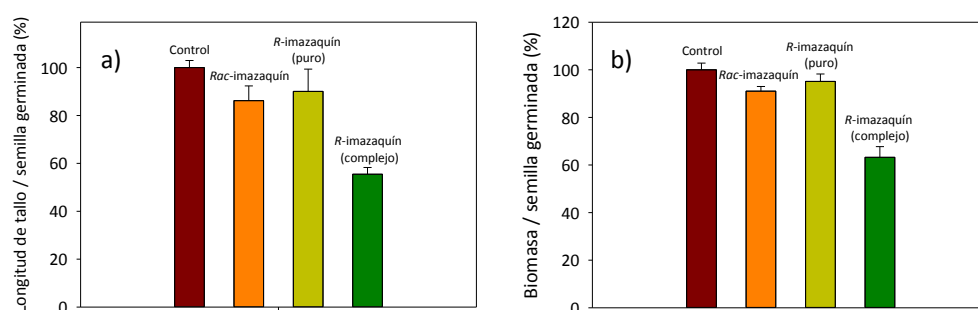 a)
Longitud de tallo / semilla germinada (%)
100
80
60
40
20
0
Control
Rac-imazaquín
R-imazaquín
(puro)
R-imazaquín
(complejo)
b)
Biomasa / semilla germinada (%)
120
100
80
60
40
20
0
Control
Rac-imazaquín
R-imazaquín
(puro)
R-imazaquín
(complejo)